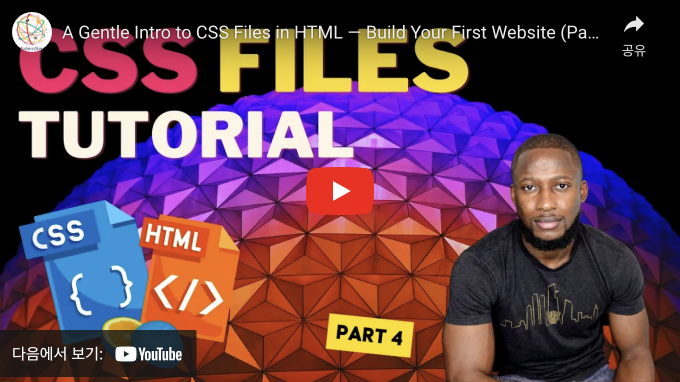 A Gentle Intro to CSS Files in HTML — Build Your First Website (Pa...
공유
CSS FILES
TUTORIAL
CSS
HTML
{ }
</>
PART 4
다음에서 보기: YouTube